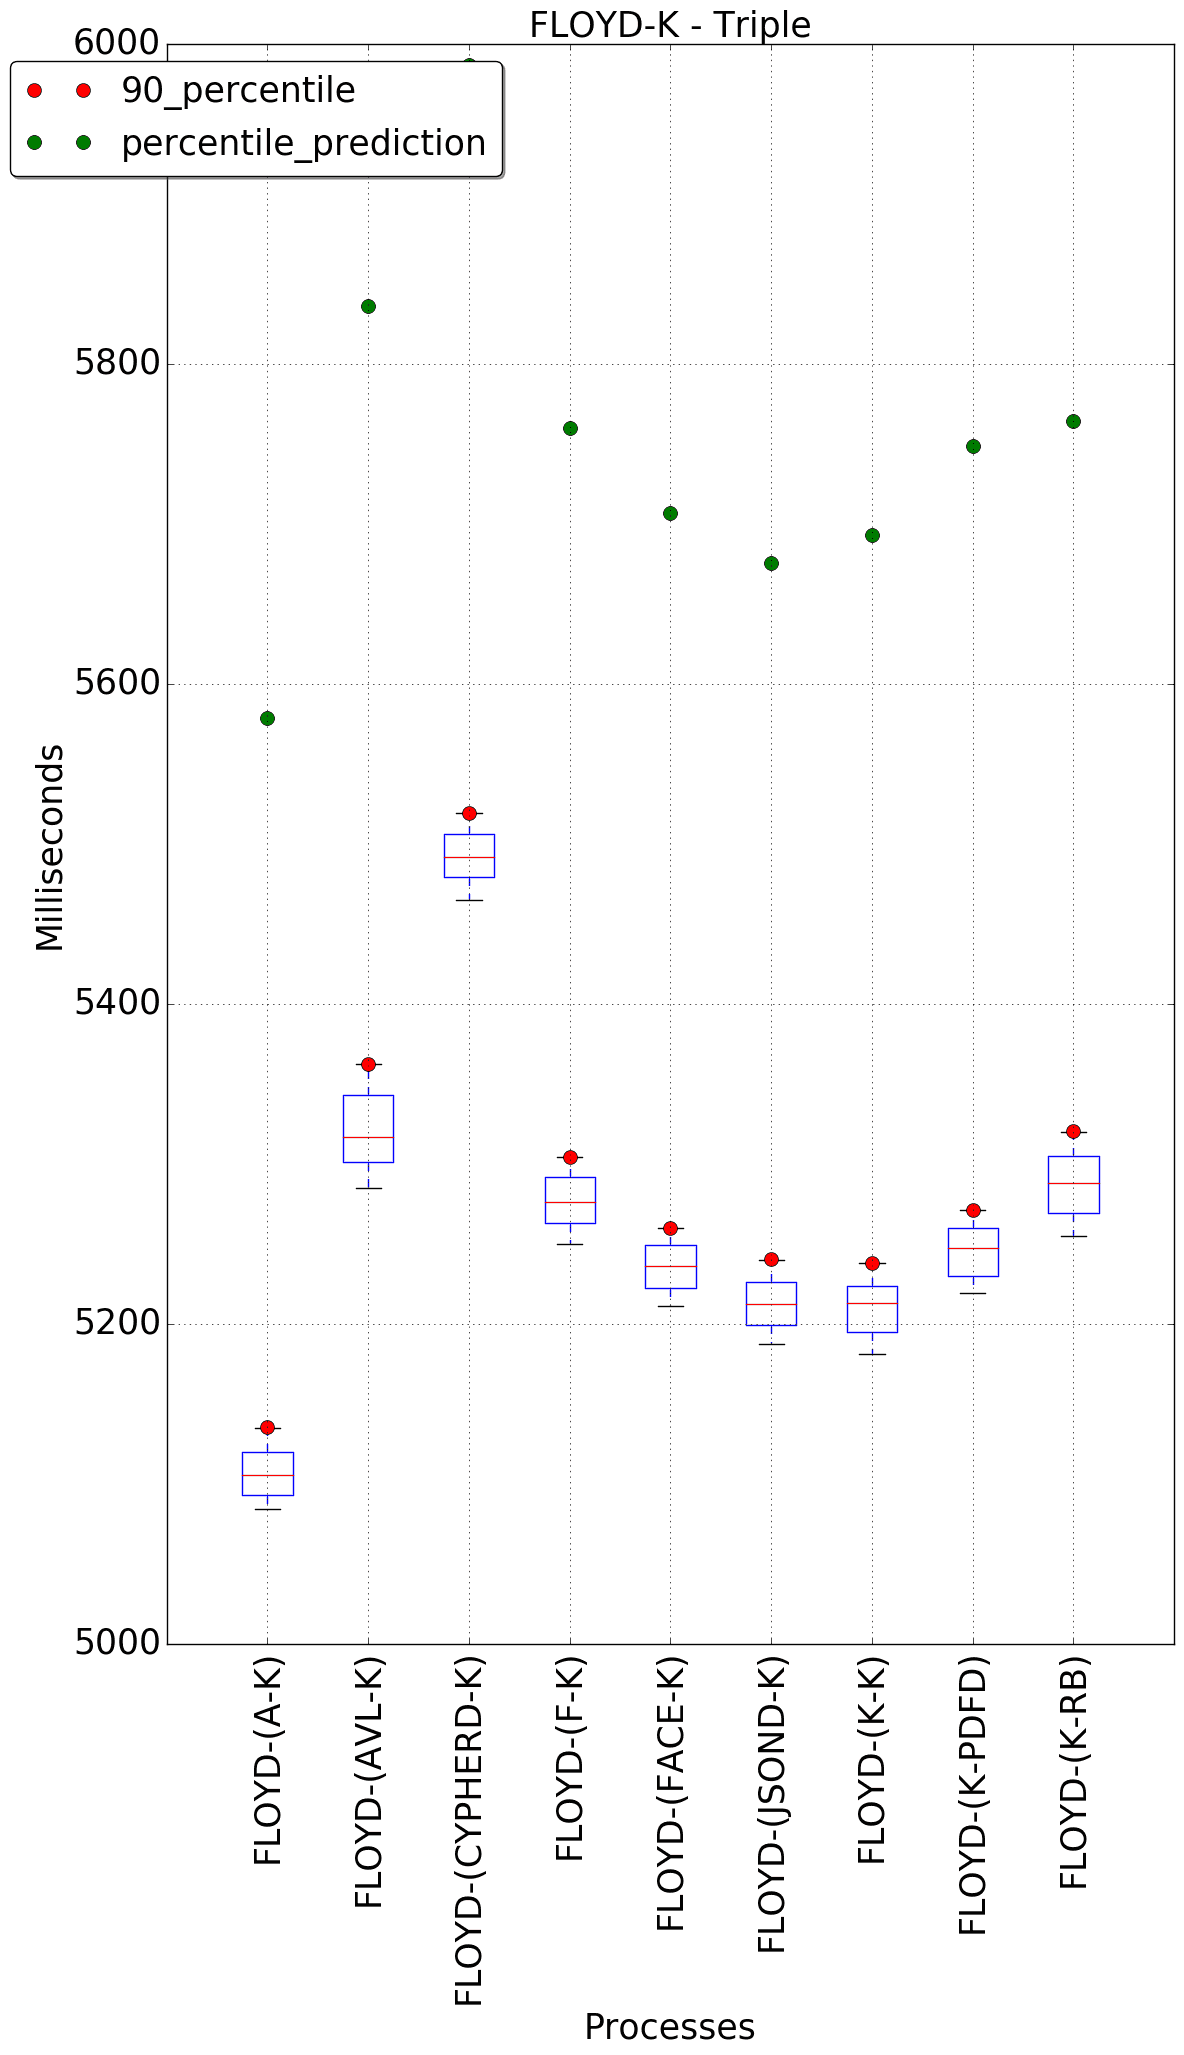 FLOYD-K - Triple
6000
90_percentile
percentile_prediction
5800
5600
5400
5200
5000
Milliseconds
FLOYD-(A-K)
FLOYD-(AVL-K)
FLOYD-(CYPHERD-K)
FLOYD-(F-K)
FLOYD-(FACE-K)
FLOYD-(JSOND-K)
FLOYD-(K-K)
FLOYD-(K-PDFD)
FLOYD-(K-RB)
Processes